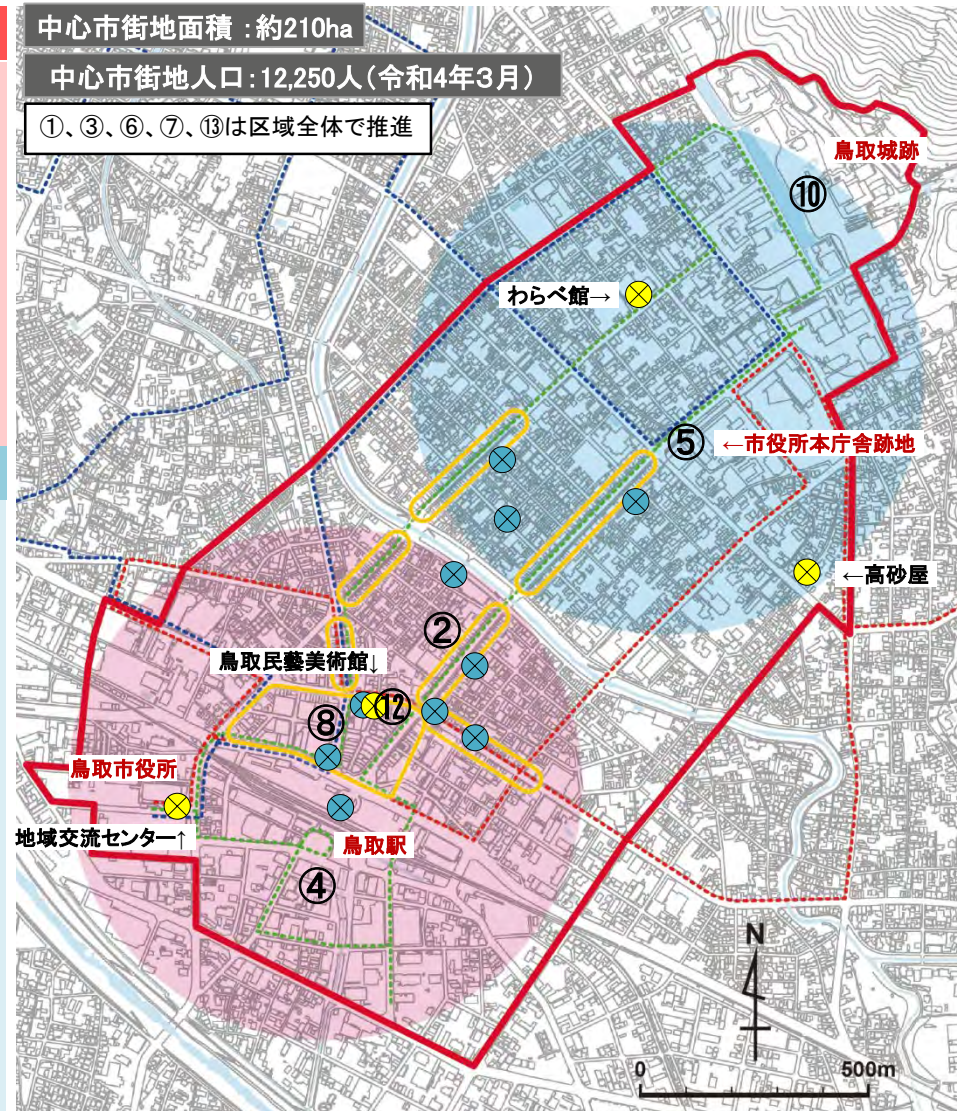 中心市街地面積：約210ha
中心市街地人口：12,250人（令和4年３月）
①、③、⑥、⑦、⑬は区域全体で推進
鳥取城跡
⑩
わらべ館→
⑤
←市役所本庁舎跡地
←高砂屋
②
鳥取民藝美術館↓
⑫
⑧
鳥取市役所
地域交流センター↑
鳥取駅
④
N
0
500m